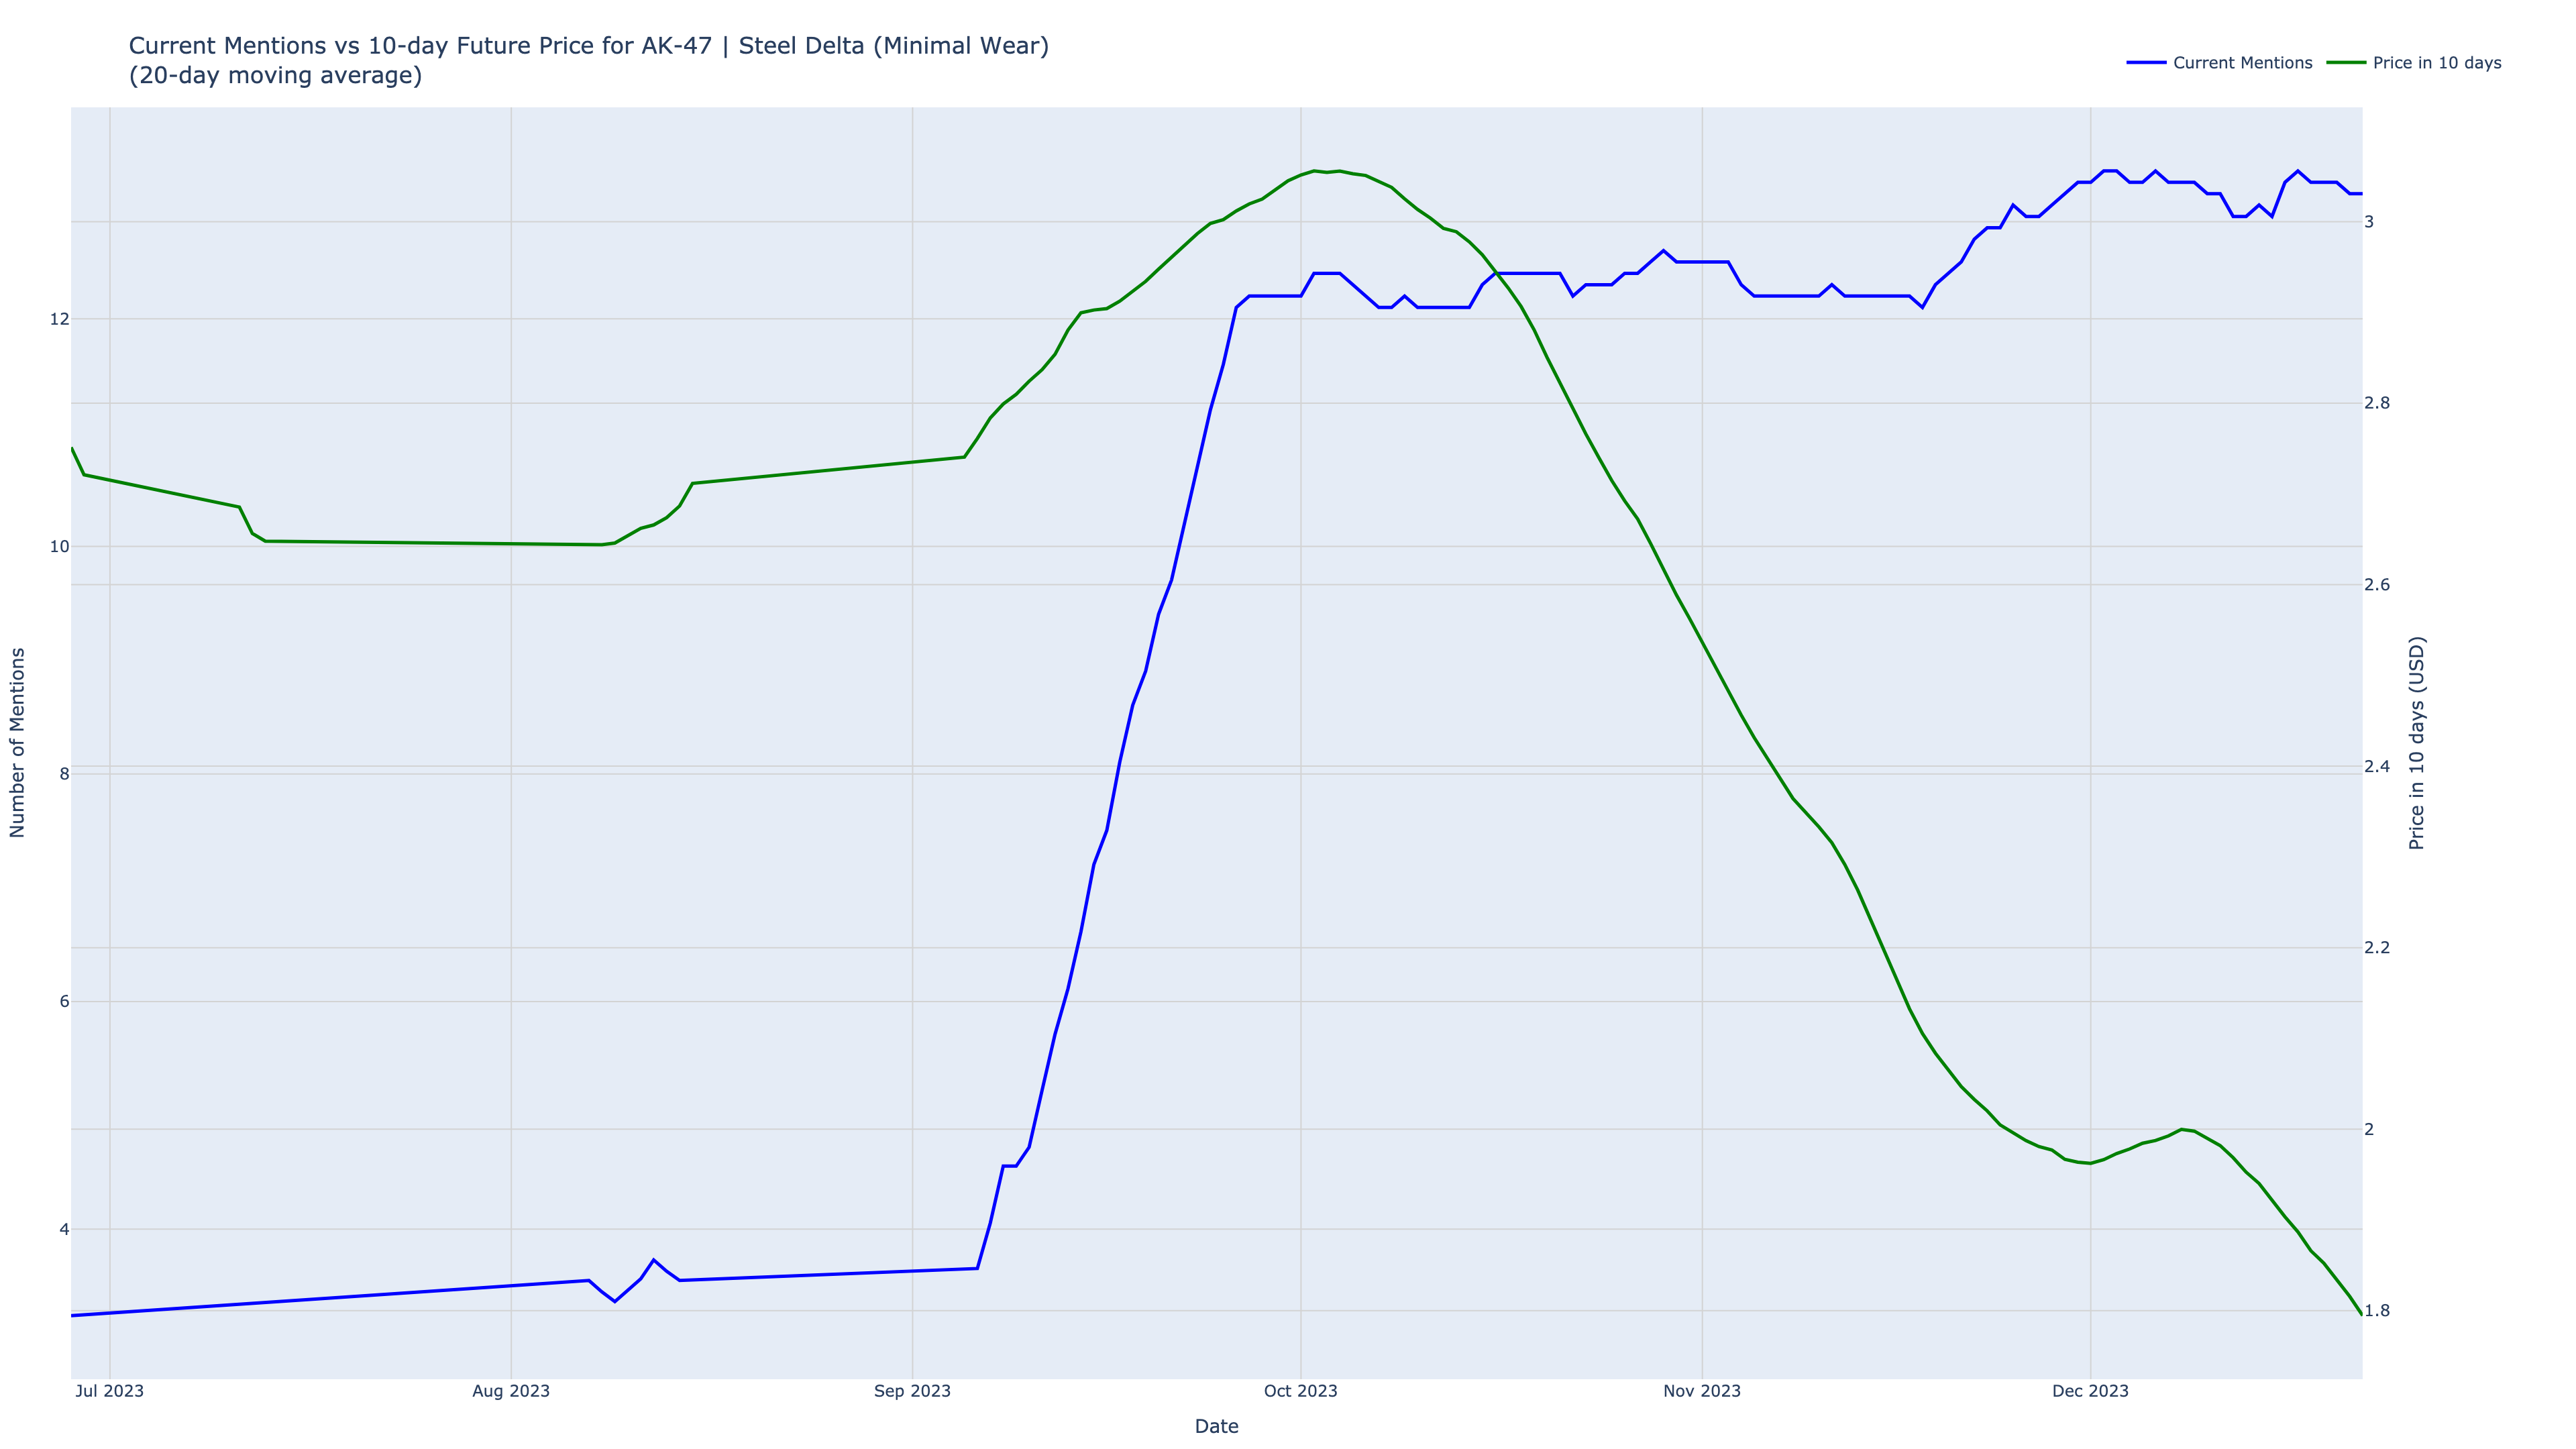 Current Mentions vs 10-day Future Price for AK-47 | Steel Delta (Minimal Wear)
(20-day moving average)
Current Mentions
Price in 10 days
12
10
8
6
4
Number of Mentions
3
2.8
2.6
2.4
2.2
2
1.8
Price in 10 days (USD)
Jul 2023
Aug 2023
Sep 2023
Oct 2023
Nov 2023
Dec 2023
Date